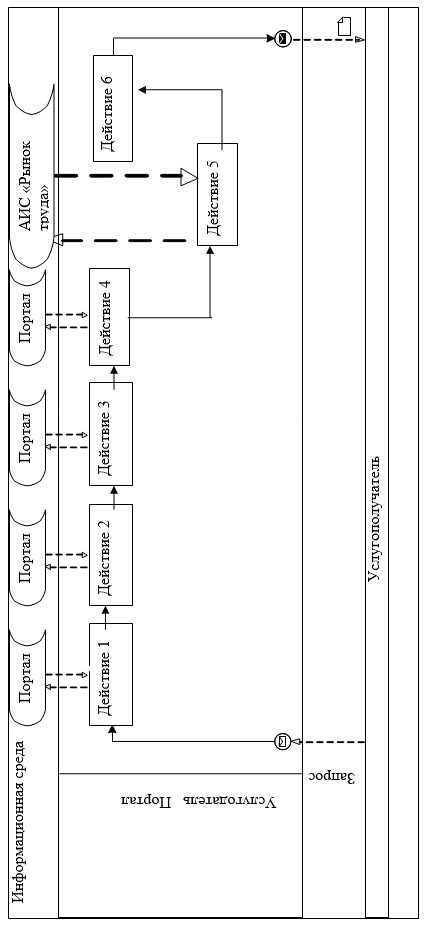 Информационная среда
Портал
Портал
Портал
Портал
АИС «Рынок
труда»
Услугодатель Портал
Действие 1
Действие 2
Действие 3
Действие 4
Действие 5
Действие 6
Запрос
Услугополучатель